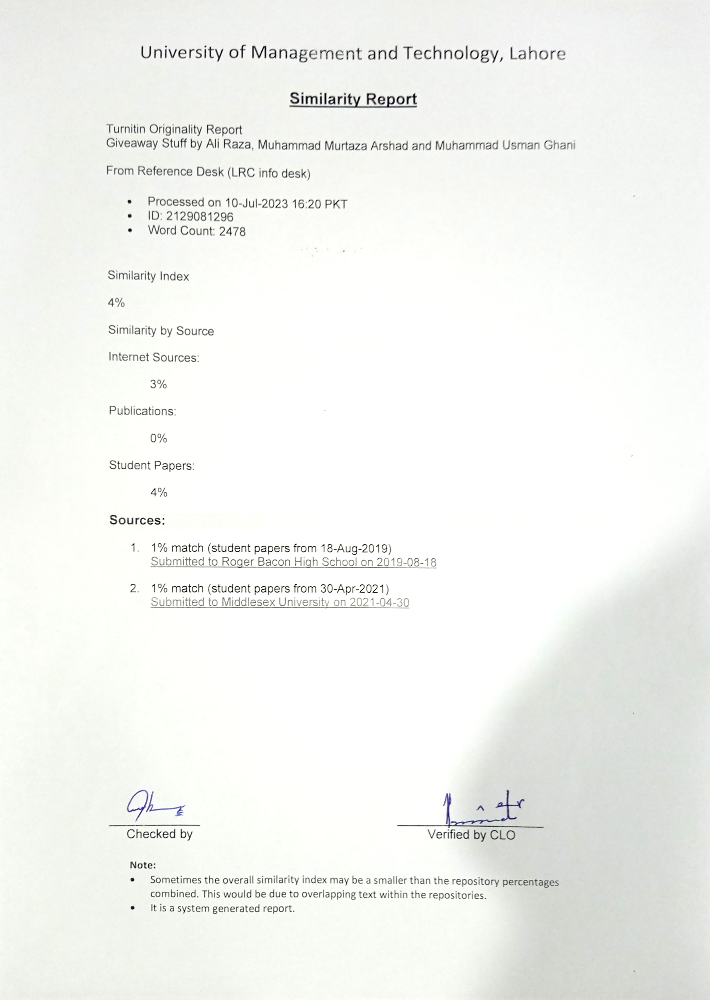 University of Management and Technology, Lahore
Similarity Report
Turnitin Originality Report
Giveaway Stuff by Ali Raza, Muhammad Murtaza Arshad and Muhammad Usman Ghani
From Reference Desk (LRC info desk)
• Processed on 10-Jul-2023 16:20 PKT
• ID: 2129081296
• Word Count: 2478
Similarity Index
4%
Similarity by Source
Internet Sources:
3%
Publications:
0%
Student Papers:
4%
Sources:
1. 1% match (student papers from 18-Aug-2019)
Submitted to Roger Bacon High School on 2019-08-18
2. 1% match (student papers from 30-Apr-2021)
Submitted to Middlesex University on 2021-04-30
Checked by
Verified by CLO
Note:
• Sometimes the overall similarity index may be a smaller than the repository percentages
combined. This would be due to overlapping text within the repositories.
• It is a system generated report.